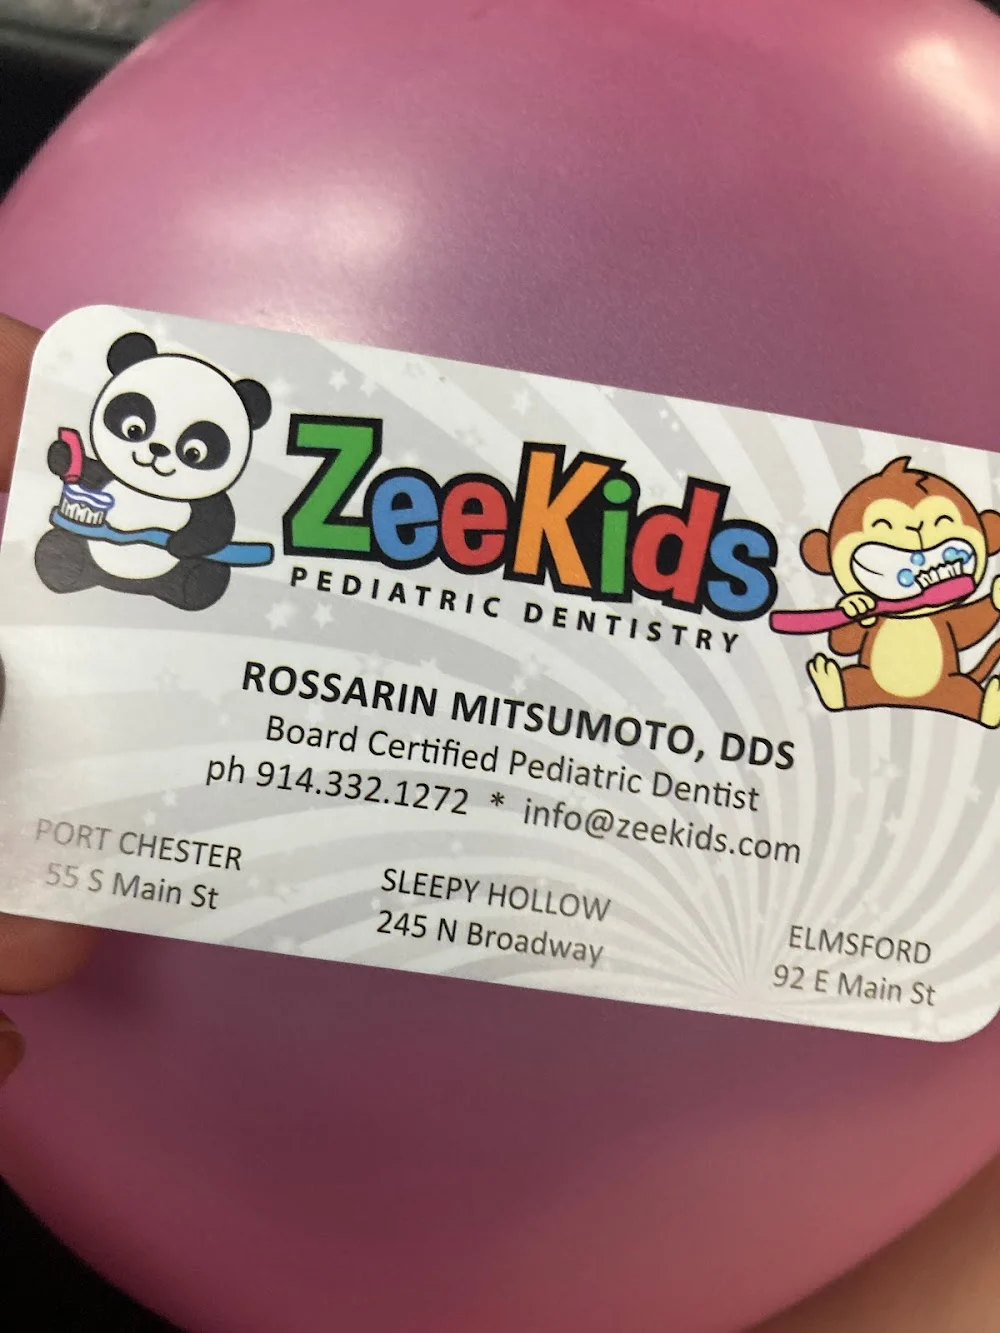 ZeeKids
PEDIATRIC DENTISTRY
ROSSARIN MITSUMOTO, DDS
Board Certified Pediatric Dentist
ph 914.332.1272 * info@zeekids.com
PORT CHESTER
55 S Main St
SLEEPY HOLLOW
245 N Broadway
ELMSFORD
92 E Main St